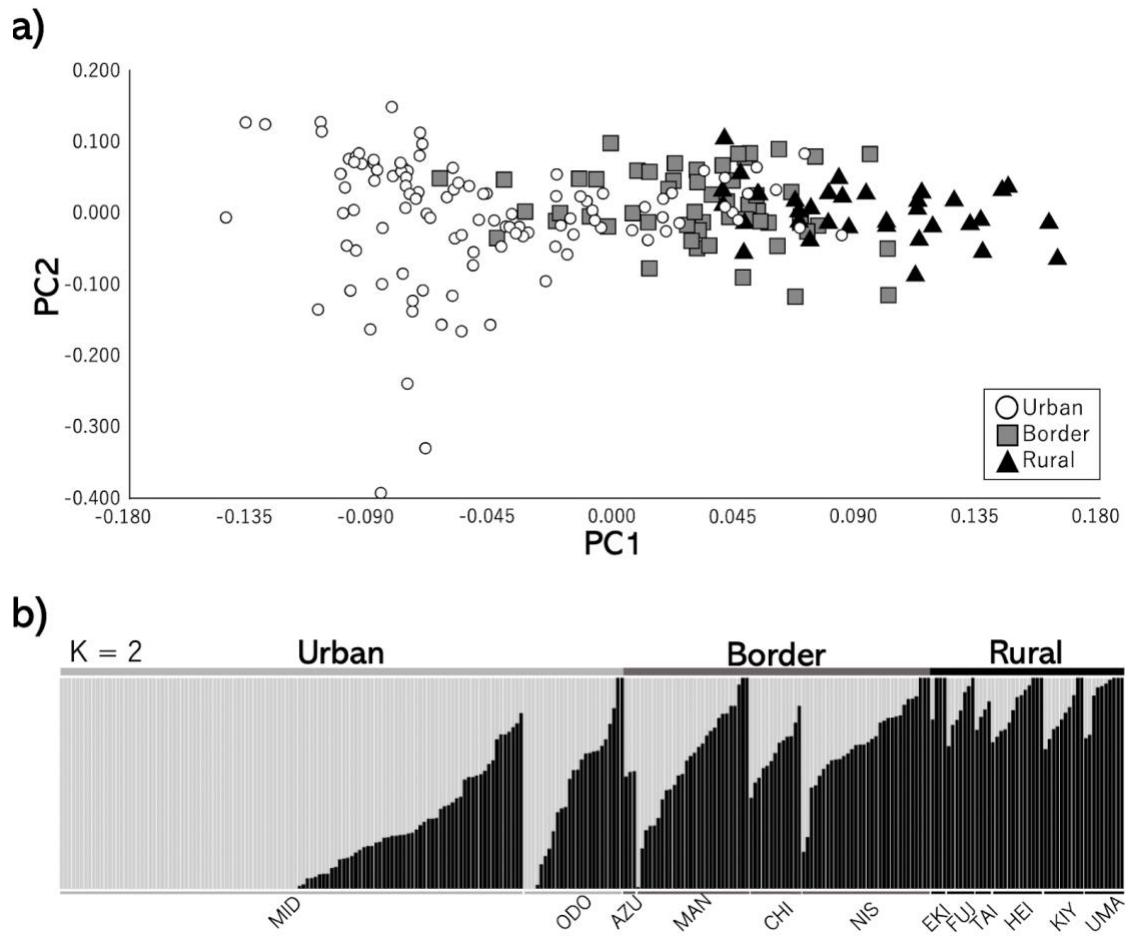 a)
0.200
0.100
0.000
-0.100
-0.200
-0.300
-0.400
PC2
-0.180 -0.135 -0.090 -0.045 0.000 0.045 0.090 0.135 0.180
PC1
Urban
Border
Rural
b)
K = 2 Urban Border Rural
MID ODO AZU MAN CHI NIS EKI FUJ TAI HEI KIY UMA